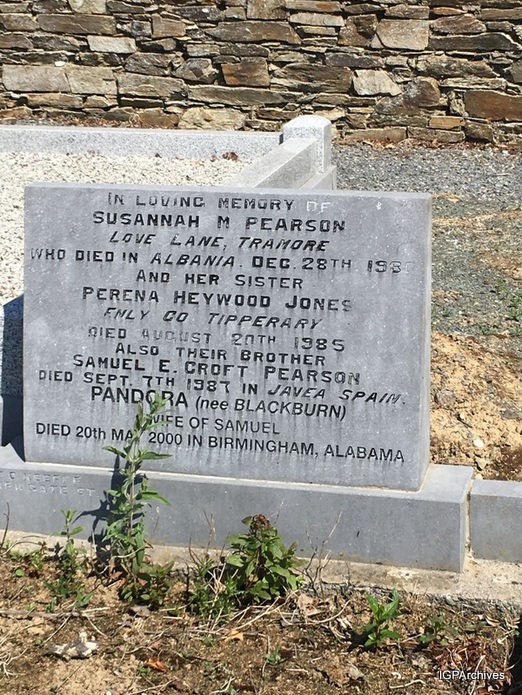 IN LOVING MEMORY OF
SUSANNAH M PEARSON
LOVE LANE, TRAMORE
WHO DIED IN ALBANIA. DEC. 28TH
AND HER SISTER
PERENA HEYWOOD JONES
FNLY CO TIPPERARY
DIED AUGUST 20TH 1985
ALSO THEIR BROTHER
SAMUEL E. CROFT PEARSON
DIED SEPT. 7TH 1987 IN JAVEA SPAIN.
PANDORA (nee BLACKBURN)
WIFE OF SAMUEL
DIED 20th MAY 2000 IN BIRMINGHAM, ALABAMA
IGPArchives